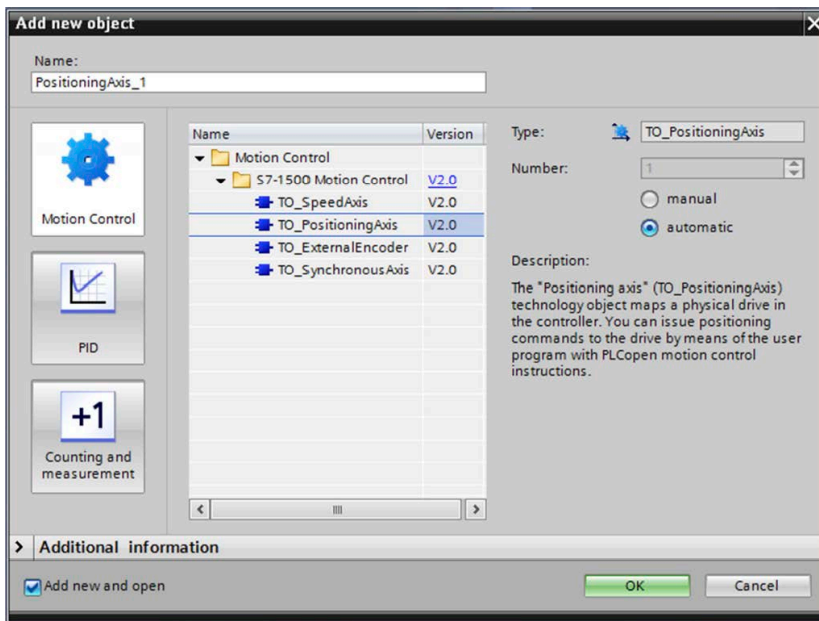 Add new object
Name:
PositioningAxis_1
Motion Control
PID
+1
Counting and
measurement
Name Version
Motion Control
S7-1500 Motion Control V2.0
TO_SpeedAxis V2.0
TO_PositioningAxis V2.0
TO_ExternalEncoder V2.0
TO_SynchronousAxis V2.0
Type: TO_PositioningAxis
Number: 1
manual
automatic
Description:
The "Positioning axis" (TO_PositioningAxis)
technology object maps a physical drive in
the controller. You can issue positioning
commands to the drive by means of the user
program with PLCopen motion control
instructions.
Additional information
Add new and open
OK Cancel